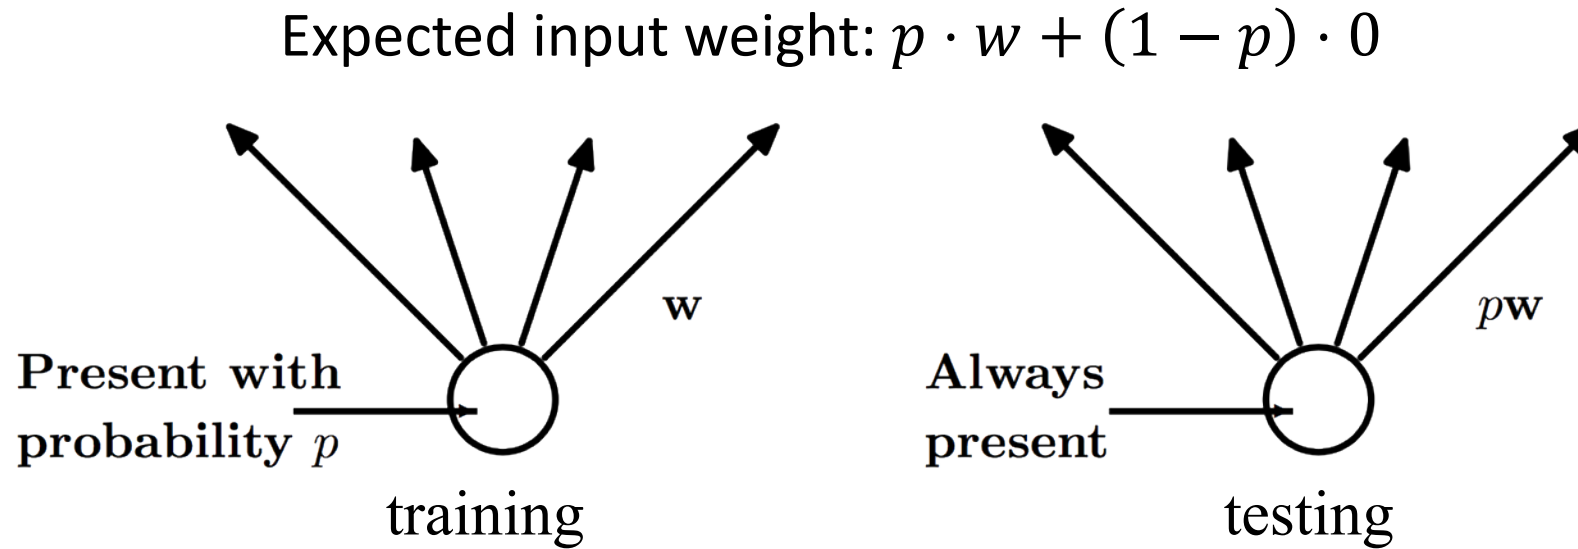 Expected input weight: p · w + (1 − p) · 0
w
Present with
probability p
training
pw
Always
present
testing